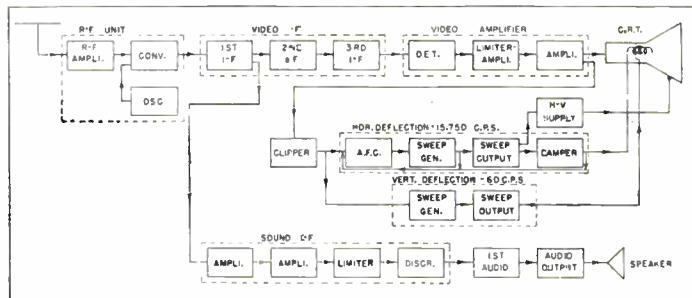 R-F UNIT
VIDEO I-F
VIDEO AMPLIFIER
C.R.T.
R-F
AMPLI.
CONV.
OSC
1ST
I-F
2ND
I-F
3RD
I-F
DET.
LIMITER-
AMPLI.
AMPLI.
H-V
SUPPLY
HOR. DEFLECTION-15,750 C.P.S.
CLIPPER
A.F.C.
SWEEP
GEN.
SWEEP
OUTPUT
DAMPER
VERT. DEFLECTION - 60 C.P.S
SWEEP
GEN.
SWEEP
OUTPUT
SOUND I-F
AMPLI.
AMPLI.
LIMITER
DISCR.
1ST
AUDIO
AUDIO
OUTPUT
SPEAKER